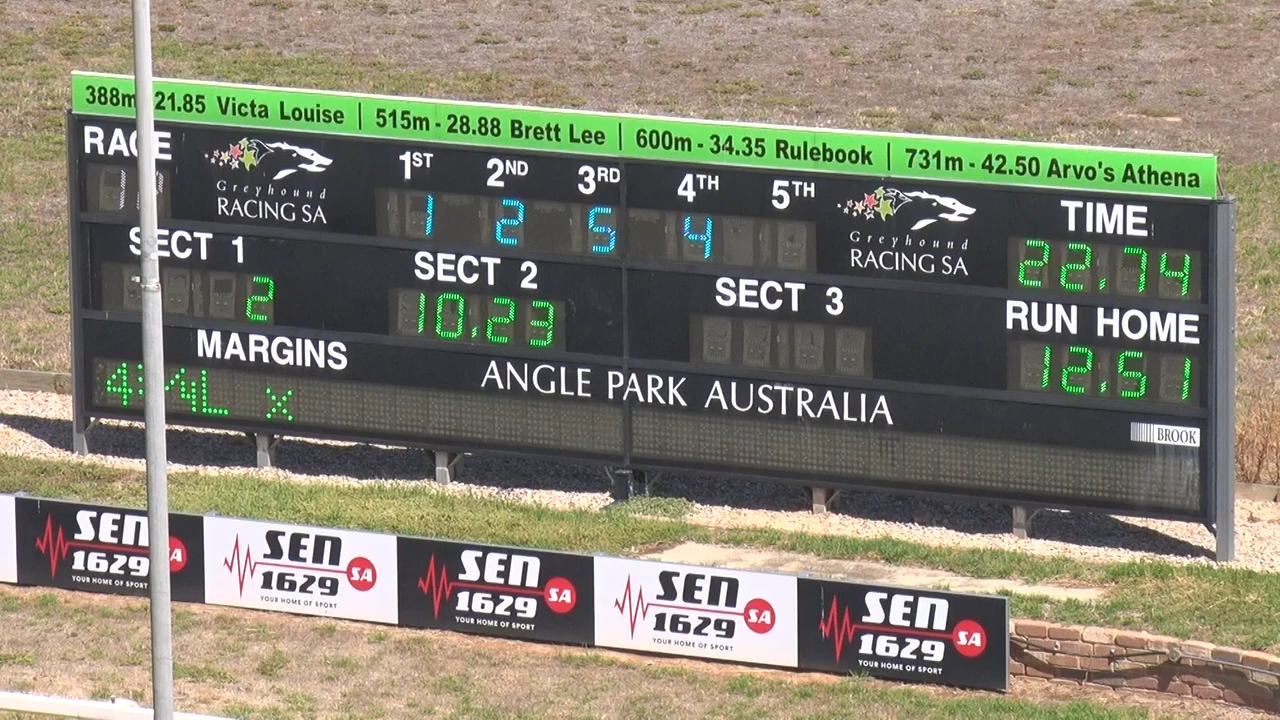 388m 21.85 Victa Louise | 515m - 28.88 Brett Lee | 600m - 34.35 Rulebook | 731m - 42.50 Arvo's Athena
RACE
Greyhound
RACING SA
1ST 2ND 3RD 4TH 5TH
1 2 5 4
Greyhound
RACING SA
TIME
22.74
SECT 1
2
SECT 2
10.23
SECT 3
RUN HOME
12.51
MARGINS
ANGLE PARK AUSTRALIA
BROOK
SEN
1629 SA
YOUR HOME OF SPORT
SEN
1629 SA
YOUR HOME OF SPORT
SEN
1629 SA
YOUR HOME OF SPORT
SEN
1629 SA
YOUR HOME OF SPORT
SEN
1629 SA
YOUR HOME OF SPORT